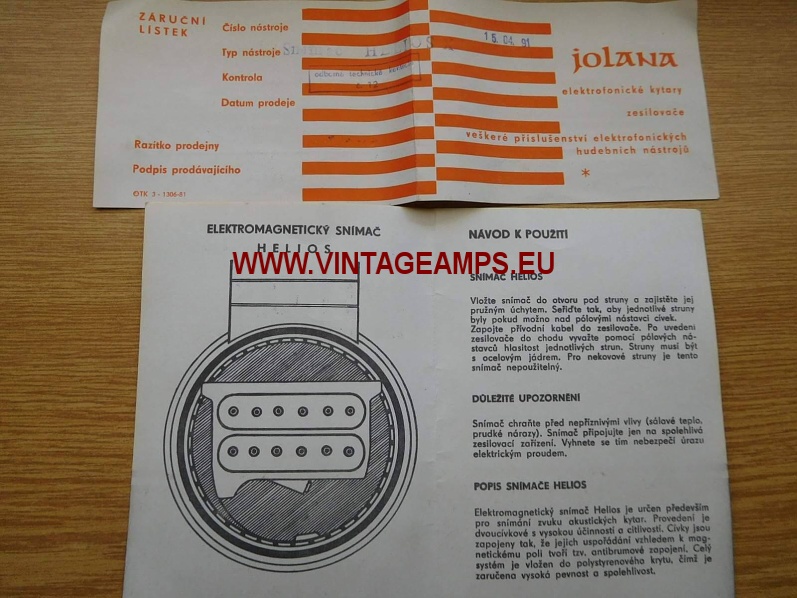 ZÁRUČNÍ
LISTEK
Číslo nástroje
Typ nástroje SNÍMAČ HELIOS
Kontrola
Datum prodeje
Razítko prodejny
Podpis prodávajícího
OTK 3 - 1306-81
15.04.91
jolana
elektrofonické kytary
zesilovače
veškeré příslušenství elektrofonických
hudebních nástrojů
*
ELEKTROMAGNETICKÝ SNÍMAČ
HELIOS
WWW.VINTAGEAMPS.EU
NÁVOD K POUŽITÍ
SNÍMAČ HELIOS
Vložte snímač do otvoru pod struny a zajistěte jej
pružným úchytem. Seřiďte tak, aby jednotlivé struny
byly pokud možno nad pólovými nástavci cívek.
Zapojte přívodní kabel do zesilovače. Po uvedení
zesilovače do chodu vyvažte pomocí pólových ná-
stavců hlasitost jednotlivých strun. Struny musí být
s ocelovým jádrem. Pro nekovové struny je tento
snímač nepoužitelný.
DŮLEŽITÉ UPOZORNĚNÍ
Snímač chraňte před nepříznivými vlivy (sálavé teplo,
prudké nárazy). Snímač připojujte jen na spolehlivá
zesilovací zařízení. Vyhnete se tím nebezpečí úrazu
elektrickým proudem.
POPIS SNÍMAČE HELIOS
Elektromagnetický snímač Helios je určen především
pro snímání zvuku akustických kytar. Provedení je
dvoucívkové s vysokou účinností a citlivostí. Cívky jsou
zapojeny tak, že jejich uspořádání vzhledem k mag-
netickému poli tvoří tzv. antibrumové zapojení. Celý
systém je vložen do polystyrenového krytu, čímž je
zaručena vysoká pevnost a spolehlivost.